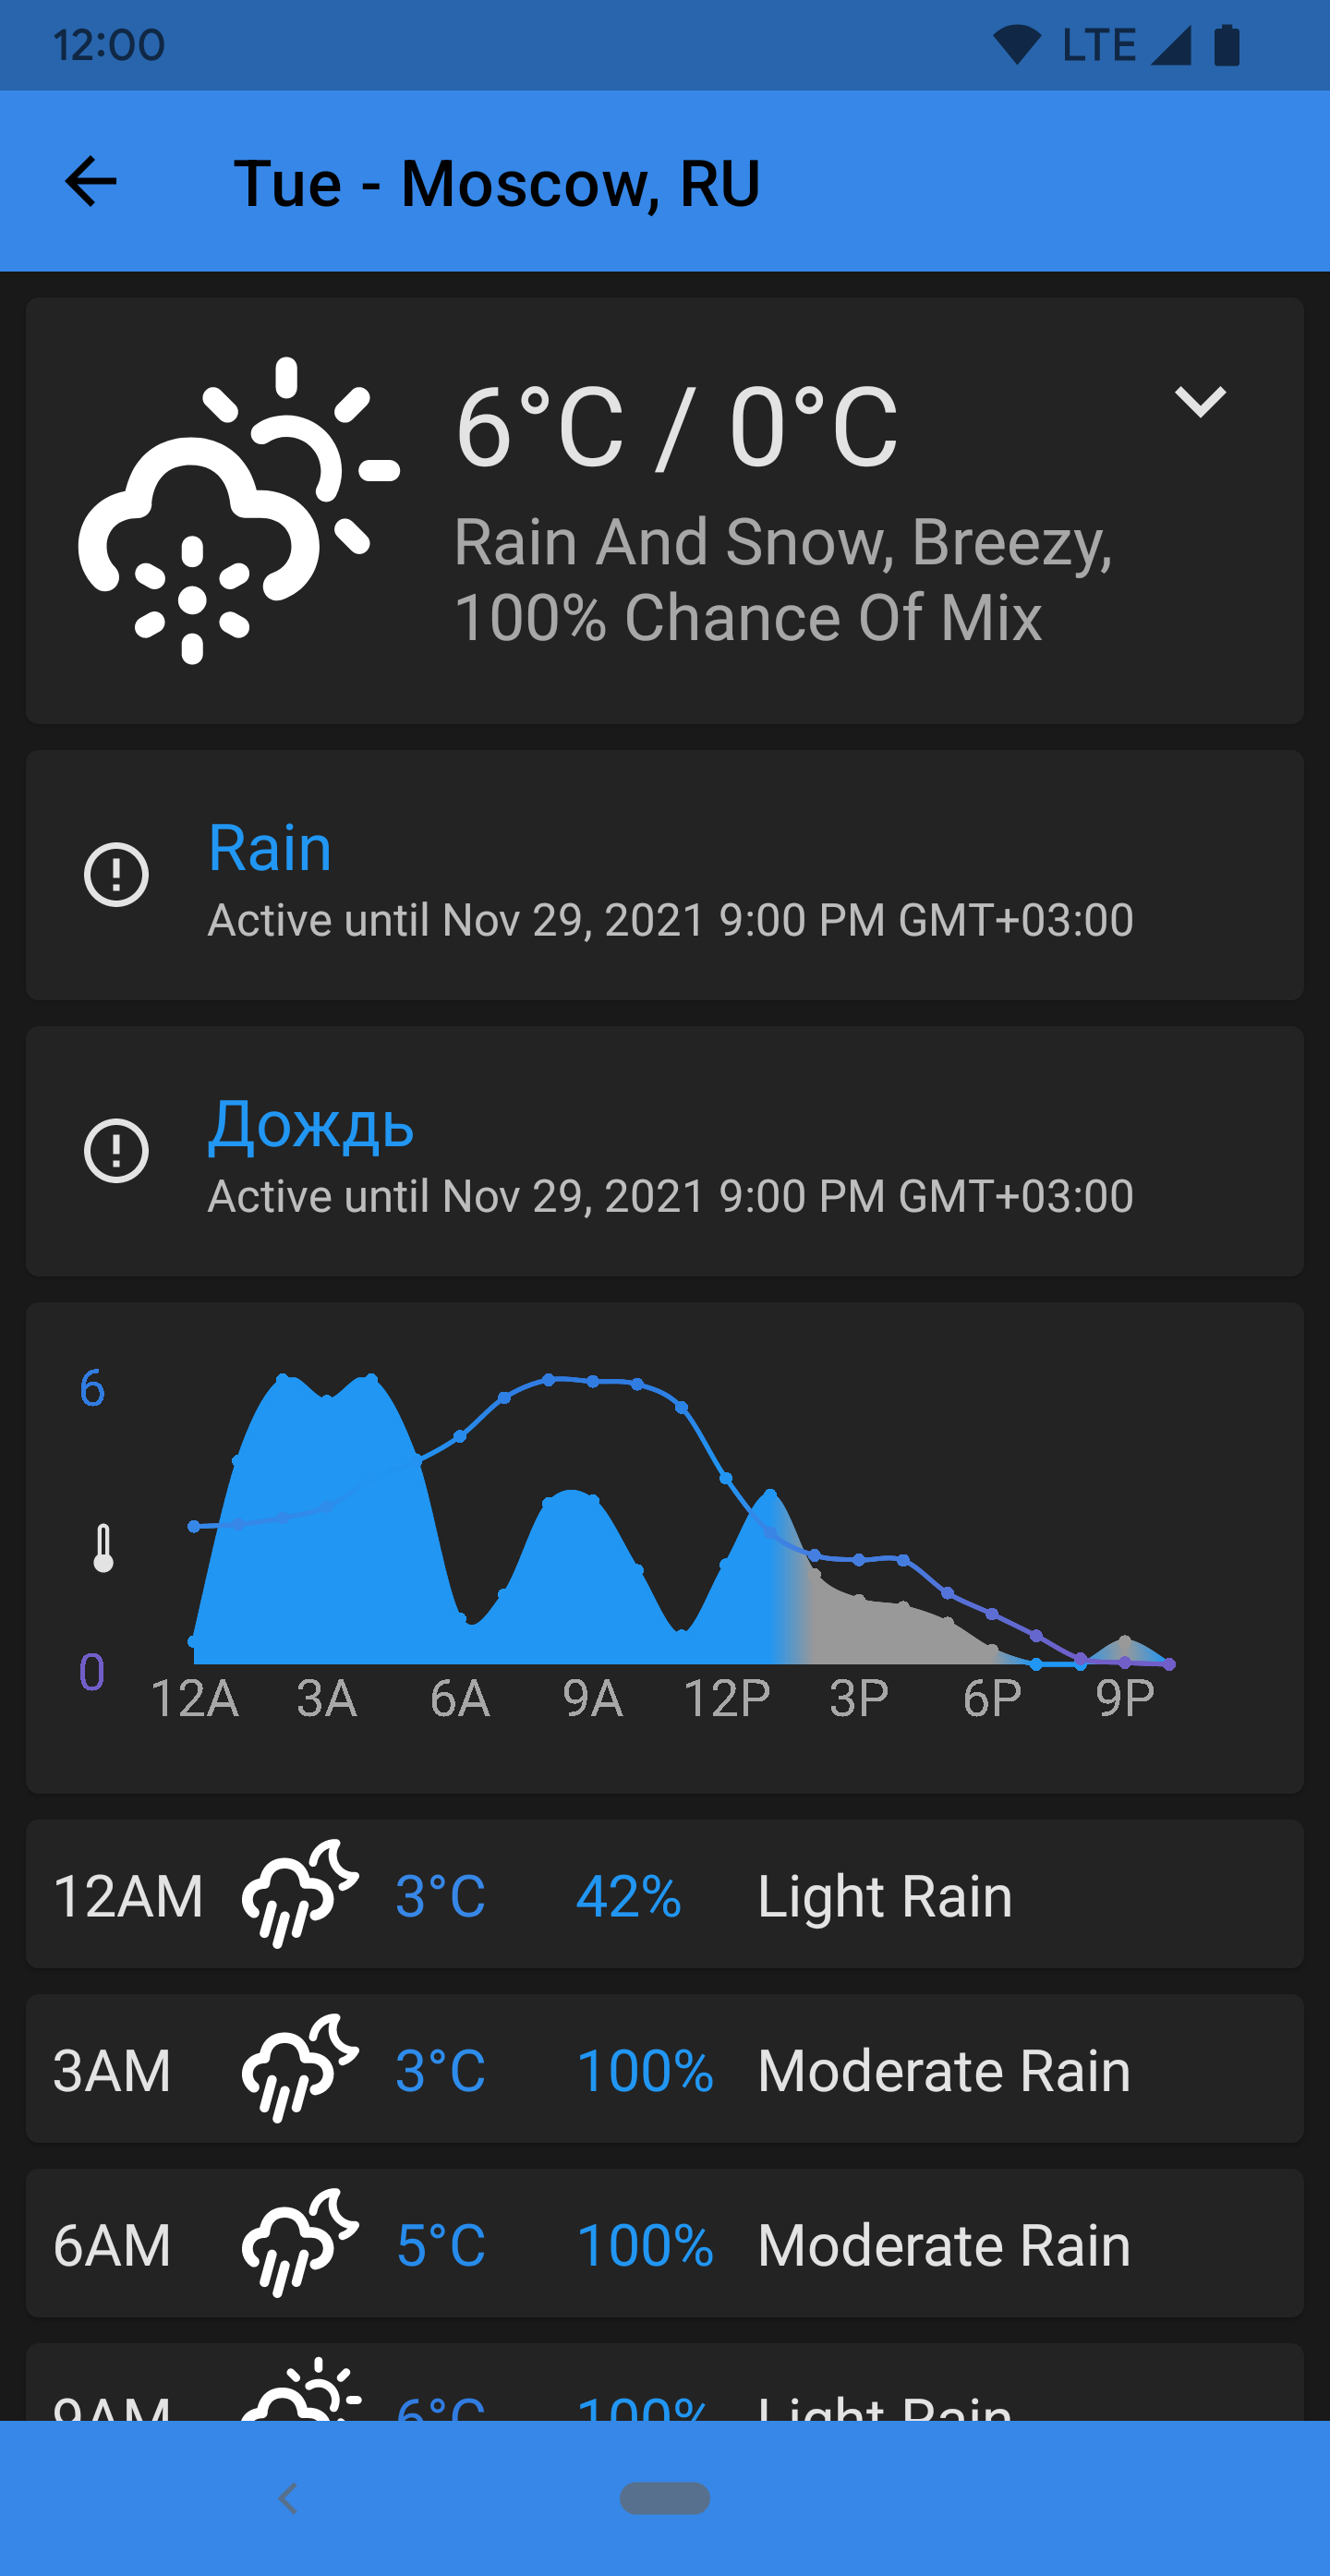 12:00 LTE
Tue - Moscow, RU
6°C / 0°C
Rain And Snow, Breezy,
100% Chance Of Mix
Rain
Active until Nov 29, 2021 9:00 PM GMT+03:00
Дождь
Active until Nov 29, 2021 9:00 PM GMT+03:00
6
0
12A 3A 6A 9A 12P 3P 6P 9P
12AM 3°C 42% Light Rain
3AM 3°C 100% Moderate Rain
6AM 5°C 100% Moderate Rain
9AM 6°C 100% Light Rain